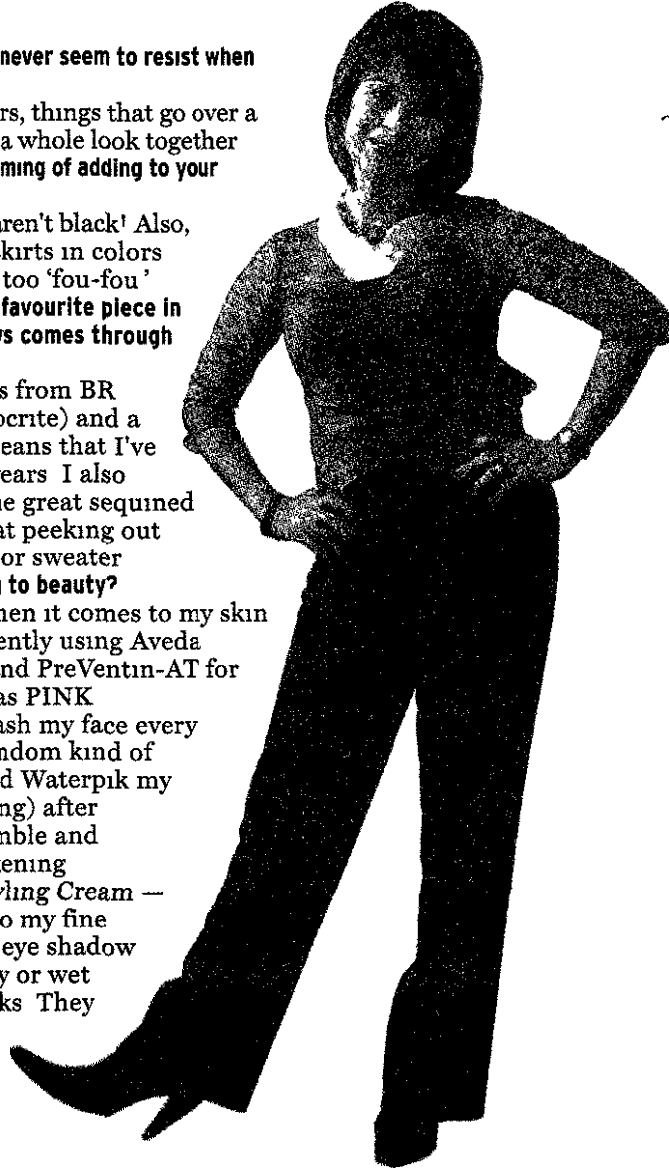 never seem to resist when
rs, things that go over a
a whole look together
ming of adding to your
aren't black! Also,
kirts in colors
too 'fou-fou'
favourite piece in
s comes through
s from BR
ocrite) and a
eans that I've
ears I also
e great sequined
at peeking out
or sweater
to beauty?
hen it comes to my skin
ently using Aveda
nd PreVentin-AT for
as PINK
ash my face every
ndom kind of
d Waterpik my
ng) after
mble and
ening
yling Cream —
o my fine
eye shadow
y or wet
ks They